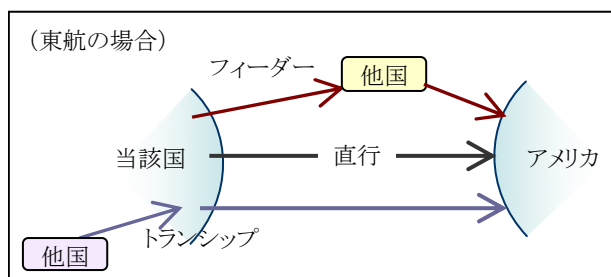 （東航の場合）
フィーダー
他国
当該国
直行
アメリカ
トランシップ
他国